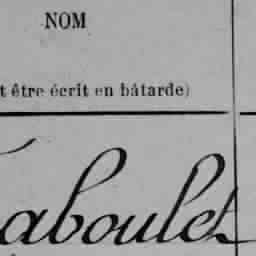 NOM
t être écrit en bâtarde)
aboulet